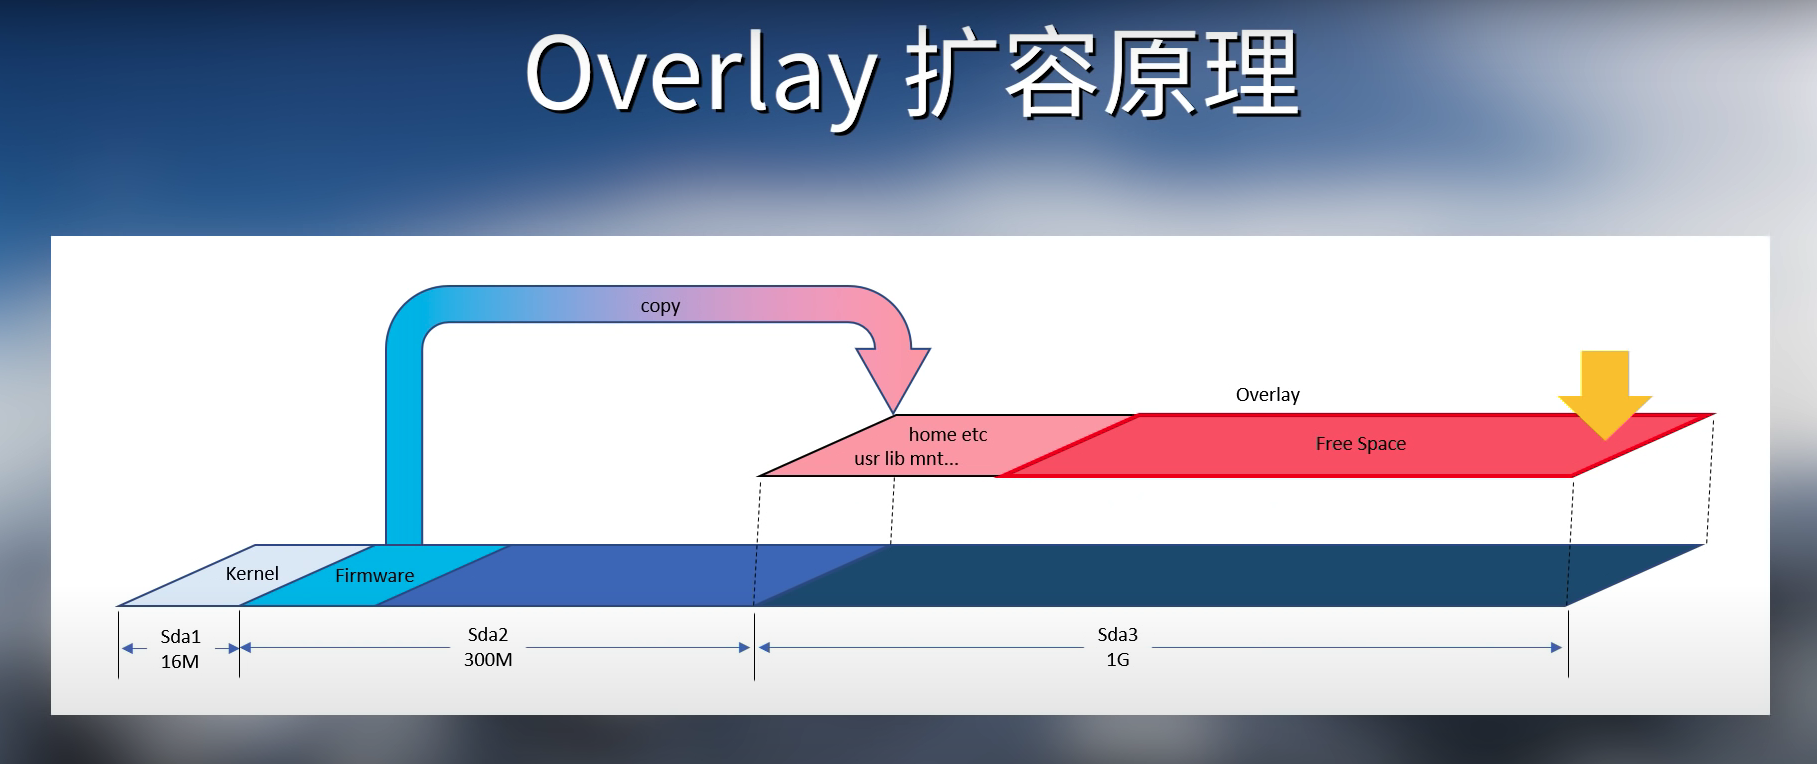 Overlay 扩容原理
copy
Overlay
home etc
usr lib mnt...
Free Space
Kernel
Firmware
Sda1
16M
Sda2
300M
Sda3
1G